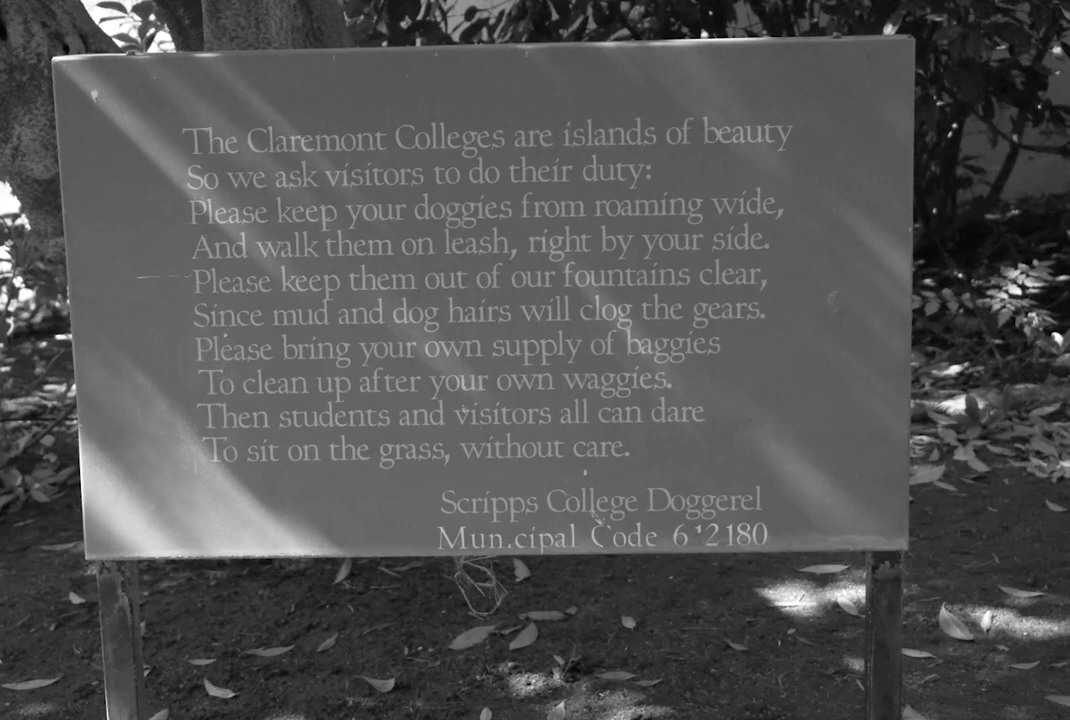 The Claremont Colleges are islands of beauty
So we ask visitors to do their duty:
Please keep your doggies from roaming wide,
And walk them on leash, right by your side.
Please keep them out of our fountains clear,
Since mud and dog hairs will clog the gears.
Please bring your own supply of baggies
To clean up after your own waggies.
Then students and visitors all can dare
To sit on the grass, without care.
Scripps College Doggerel
Mun.cipal Code